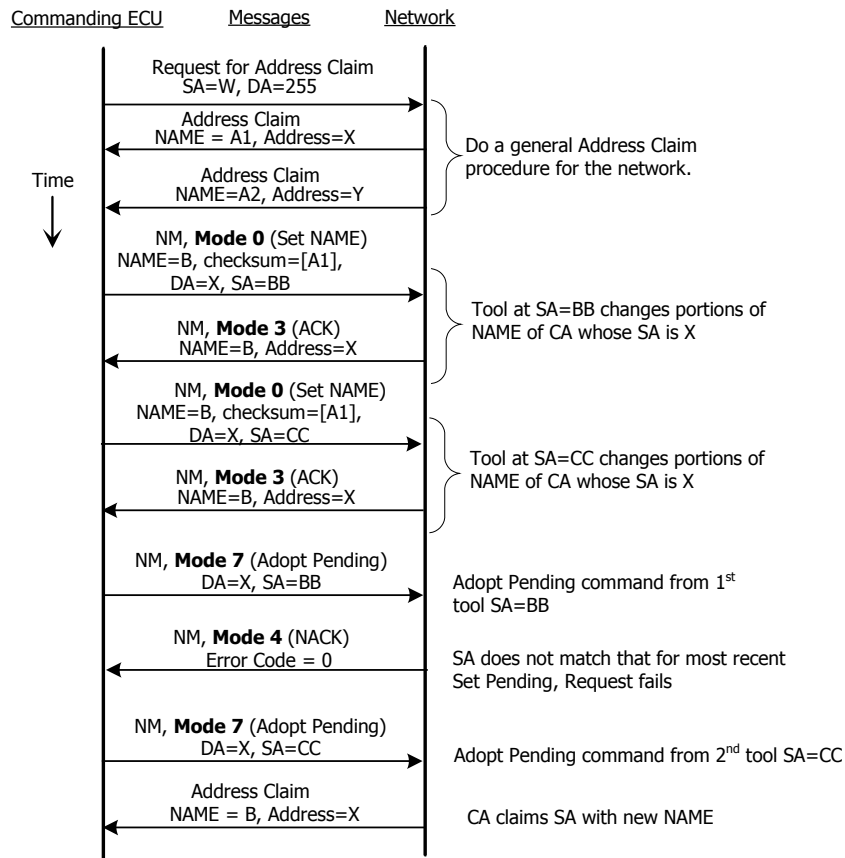 Commanding ECU Messages Network
Request for Address Claim
SA=W, DA=255
Address Claim
NAME = A1, Address=X
Do a general Address Claim
procedure for the network.
Time
Address Claim
NAME=A2, Address=Y
NM, Mode 0 (Set NAME)
NAME=B, checksum=[A1],
DA=X, SA=BB
Tool at SA=BB changes portions of
NAME of CA whose SA is X
NM, Mode 3 (ACK)
NAME=B, Address=X
NM, Mode 0 (Set NAME)
NAME=B, checksum=[A1],
DA=X, SA=CC
Tool at SA=CC changes portions of
NAME of CA whose SA is X
NM, Mode 3 (ACK)
NAME=B, Address=X
NM, Mode 7 (Adopt Pending)
DA=X, SA=BB
Adopt Pending command from 1st
tool SA=BB
NM, Mode 4 (NACK)
Error Code = 0
SA does not match that for most recent
Set Pending, Request fails
NM, Mode 7 (Adopt Pending)
DA=X, SA=CC
Adopt Pending command from 2nd tool SA=CC
Address Claim
NAME = B, Address=X
CA claims SA with new NAME